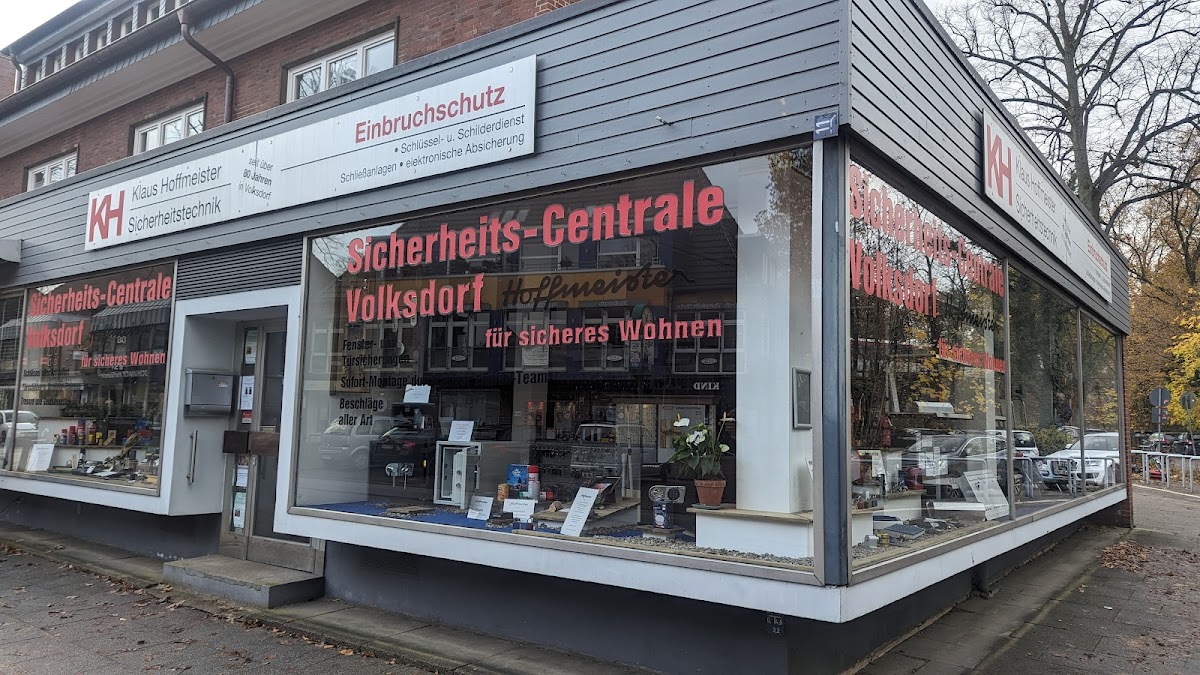 KH
Klaus Hoffmeister
Sicherheitstechnik
seit über
80 Jahren
in Volksdorf
Einbruchschutz
• Schlüssel- u. Schilderdienst
Schließanlagen • elektronische Absicherung
KH
Klaus Hoffmeister
Sicherheitstechnik
Sicherheits-Centrale
Volksdorf
für sicheres Wohnen
Sicherheits-Centrale
Volksdorf Hoffmeister
für sicheres Wohnen
Fenster- und
Türsicherungen
Sofort-Montage
Beschläge
aller Art
KIND
Sicherheits-Centrale
Volksdorf